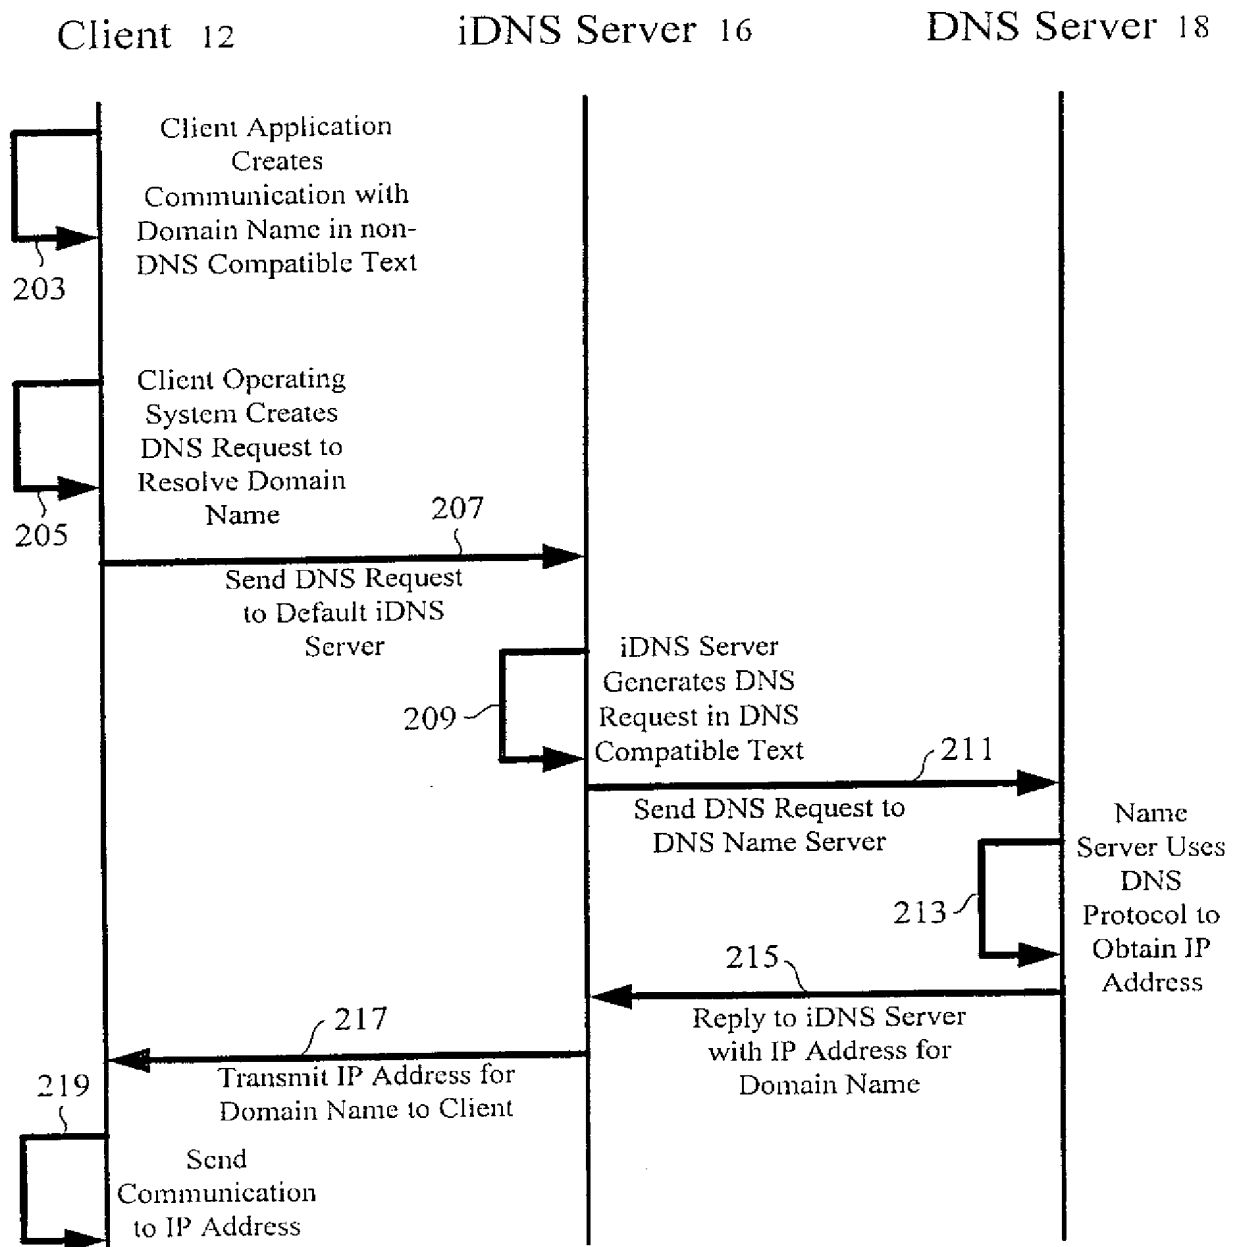 Client 12
iDNS Server 16
DNS Server 18
Client Application
Creates
Communication with
Domain Name in non-
DNS Compatible Text
203
Client Operating
System Creates
DNS Request to
Resolve Domain
Name
205
207
Send DNS Request
to Default iDNS
Server
iDNS Server
Generates DNS
Request in DNS
Compatible Text
209
211
Send DNS Request to
DNS Name Server
Name
Server Uses
DNS
Protocol to
Obtain IP
Address
213
215
Reply to iDNS Server
with IP Address for
Domain Name
217
Transmit IP Address for
Domain Name to Client
219
Send
Communication
to IP Address